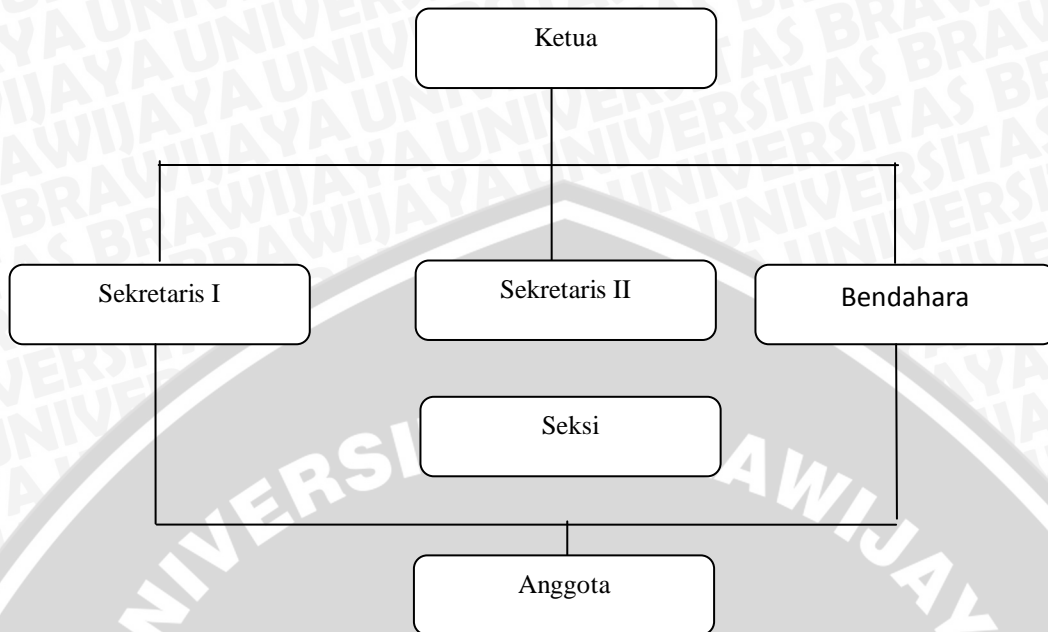 Ketua
Sekretaris I
Sekretaris II
Bendahara
Seksi
Anggota